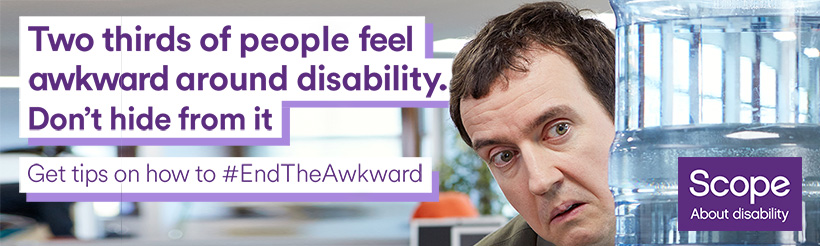 Two thirds of people feel
awkward around disability.
Don't hide from it
Get tips on how to #EndTheAwkward
Scope
About disability